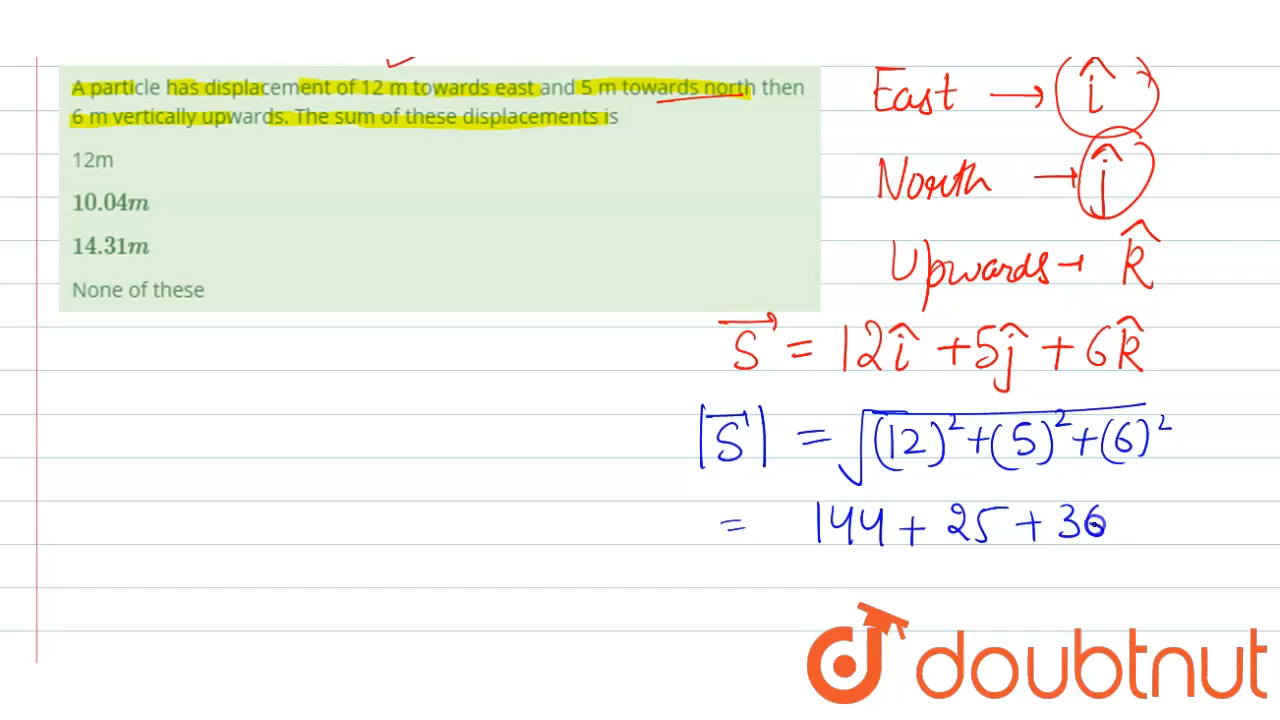 A particle has displacement of 12 m towards east and 5 m towards north then
6 m vertically upwards. The sum of these displacements is
12m
10.04m
14.31m
None of these
East → î
North → ĵ
Upwards → k̂
S⃗ = 12î + 5ĵ + 6k̂
|S⃗| = √(12)² + (5)² + (6)²
= 144 + 25 + 36
doubtnut